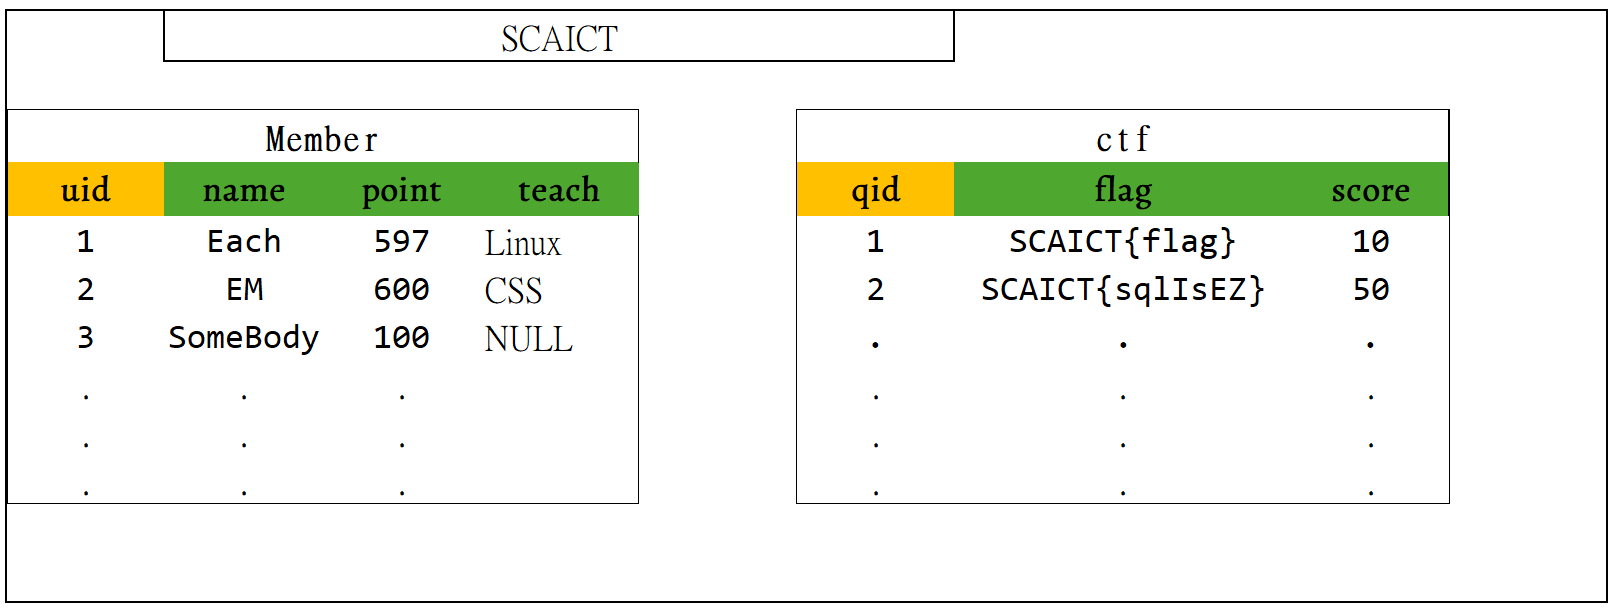 SCAICT
Member
uid name point teach
1 Each 597 Linux
2 EM 600 CSS
3 SomeBody 100 NULL
. . .
. . .
. . .
ctf
qid flag score
1 SCAICT{flag} 10
2 SCAICT{sqlIsEZ} 50
. . .
. . .
. . .
. . .